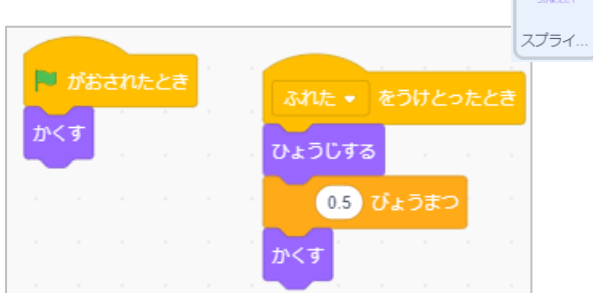 スプライ...
がおされたとき
かくす
ふれた をうけとったとき
ひょうじする
0.5 びょうまつ
かくす